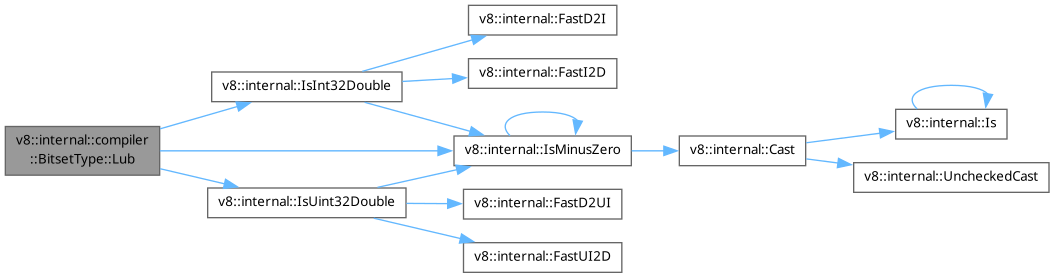 v8::internal::compiler
::BitsetType::Lub
v8::internal::IsInt32Double
v8::internal::IsUint32Double
v8::internal::FastD2I
v8::internal::FastI2D
v8::internal::IsMinusZero
v8::internal::FastD2UI
v8::internal::FastUI2D
v8::internal::Cast
v8::internal::Is
v8::internal::UncheckedCast